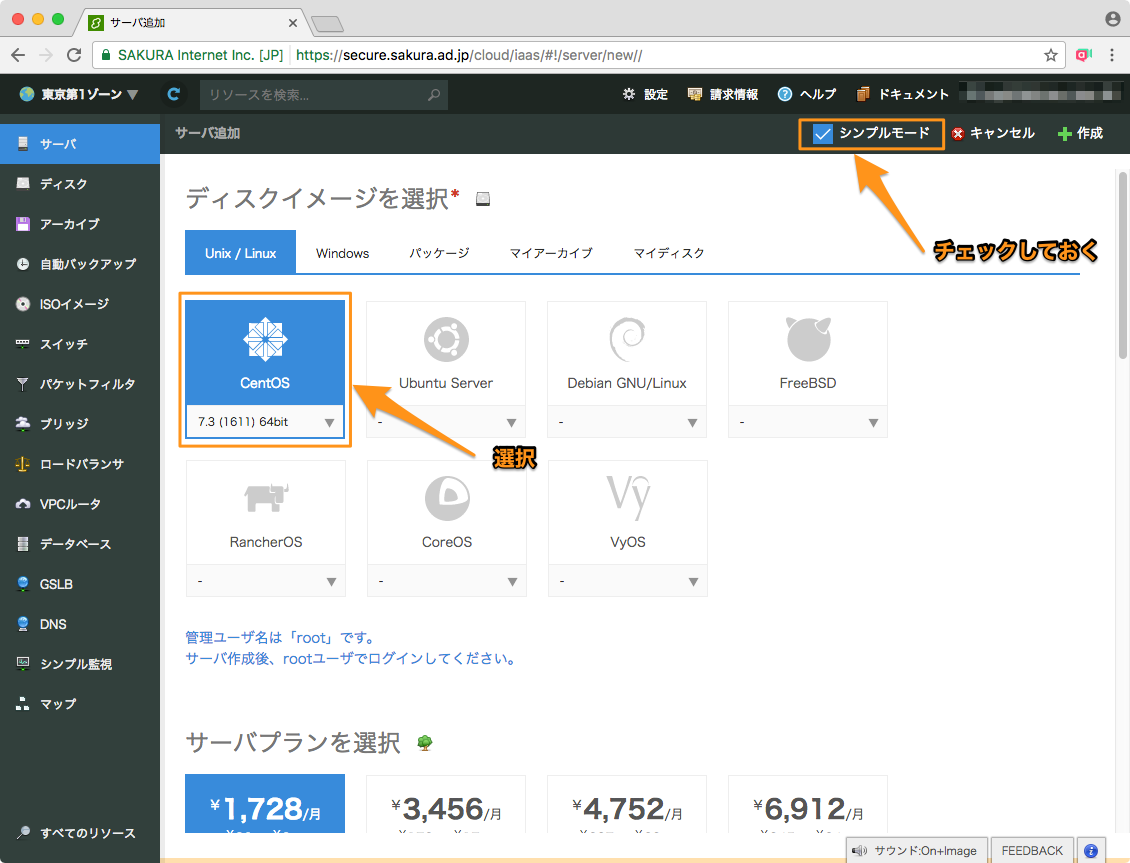 サーバ追加
SAKURA Internet Inc. [JP] https://secure.sakura.ad.jp/cloud/iaas/#!/server/new//
東京第1ゾーン▼ リソースを検索... 設定 請求情報 ? ヘルプ ドキュメント
サーバ追加 シンプルモード キャンセル 作成
サーバ
ディスク
アーカイブ
自動バックアップ
ISOイメージ
スイッチ
パケットフィルタ
ブリッジ
ロードバランサ
VPCルータ
データベース
GSLB
DNS
シンプル監視
マップ
すべてのリソース
ディスクイメージを選択*
チェックしておく
Unix / Linux Windows パッケージ マイアーカイブ マイディスク
CentOS Ubuntu Server Debian GNU/Linux FreeBSD
7.3 (1611) 64bit ▼ - ▼ - ▼ - ▼
選択
RancherOS CoreOS VyOS
- ▼ - ▼ - ▼
管理ユーザ名は「root」です。
サーバ作成後、rootユーザでログインしてください。
サーバプランを選択
¥1,728/月 ¥3,456/月 ¥4,752/月 ¥6,912/月
サウンド:On+Image FEEDBACK i